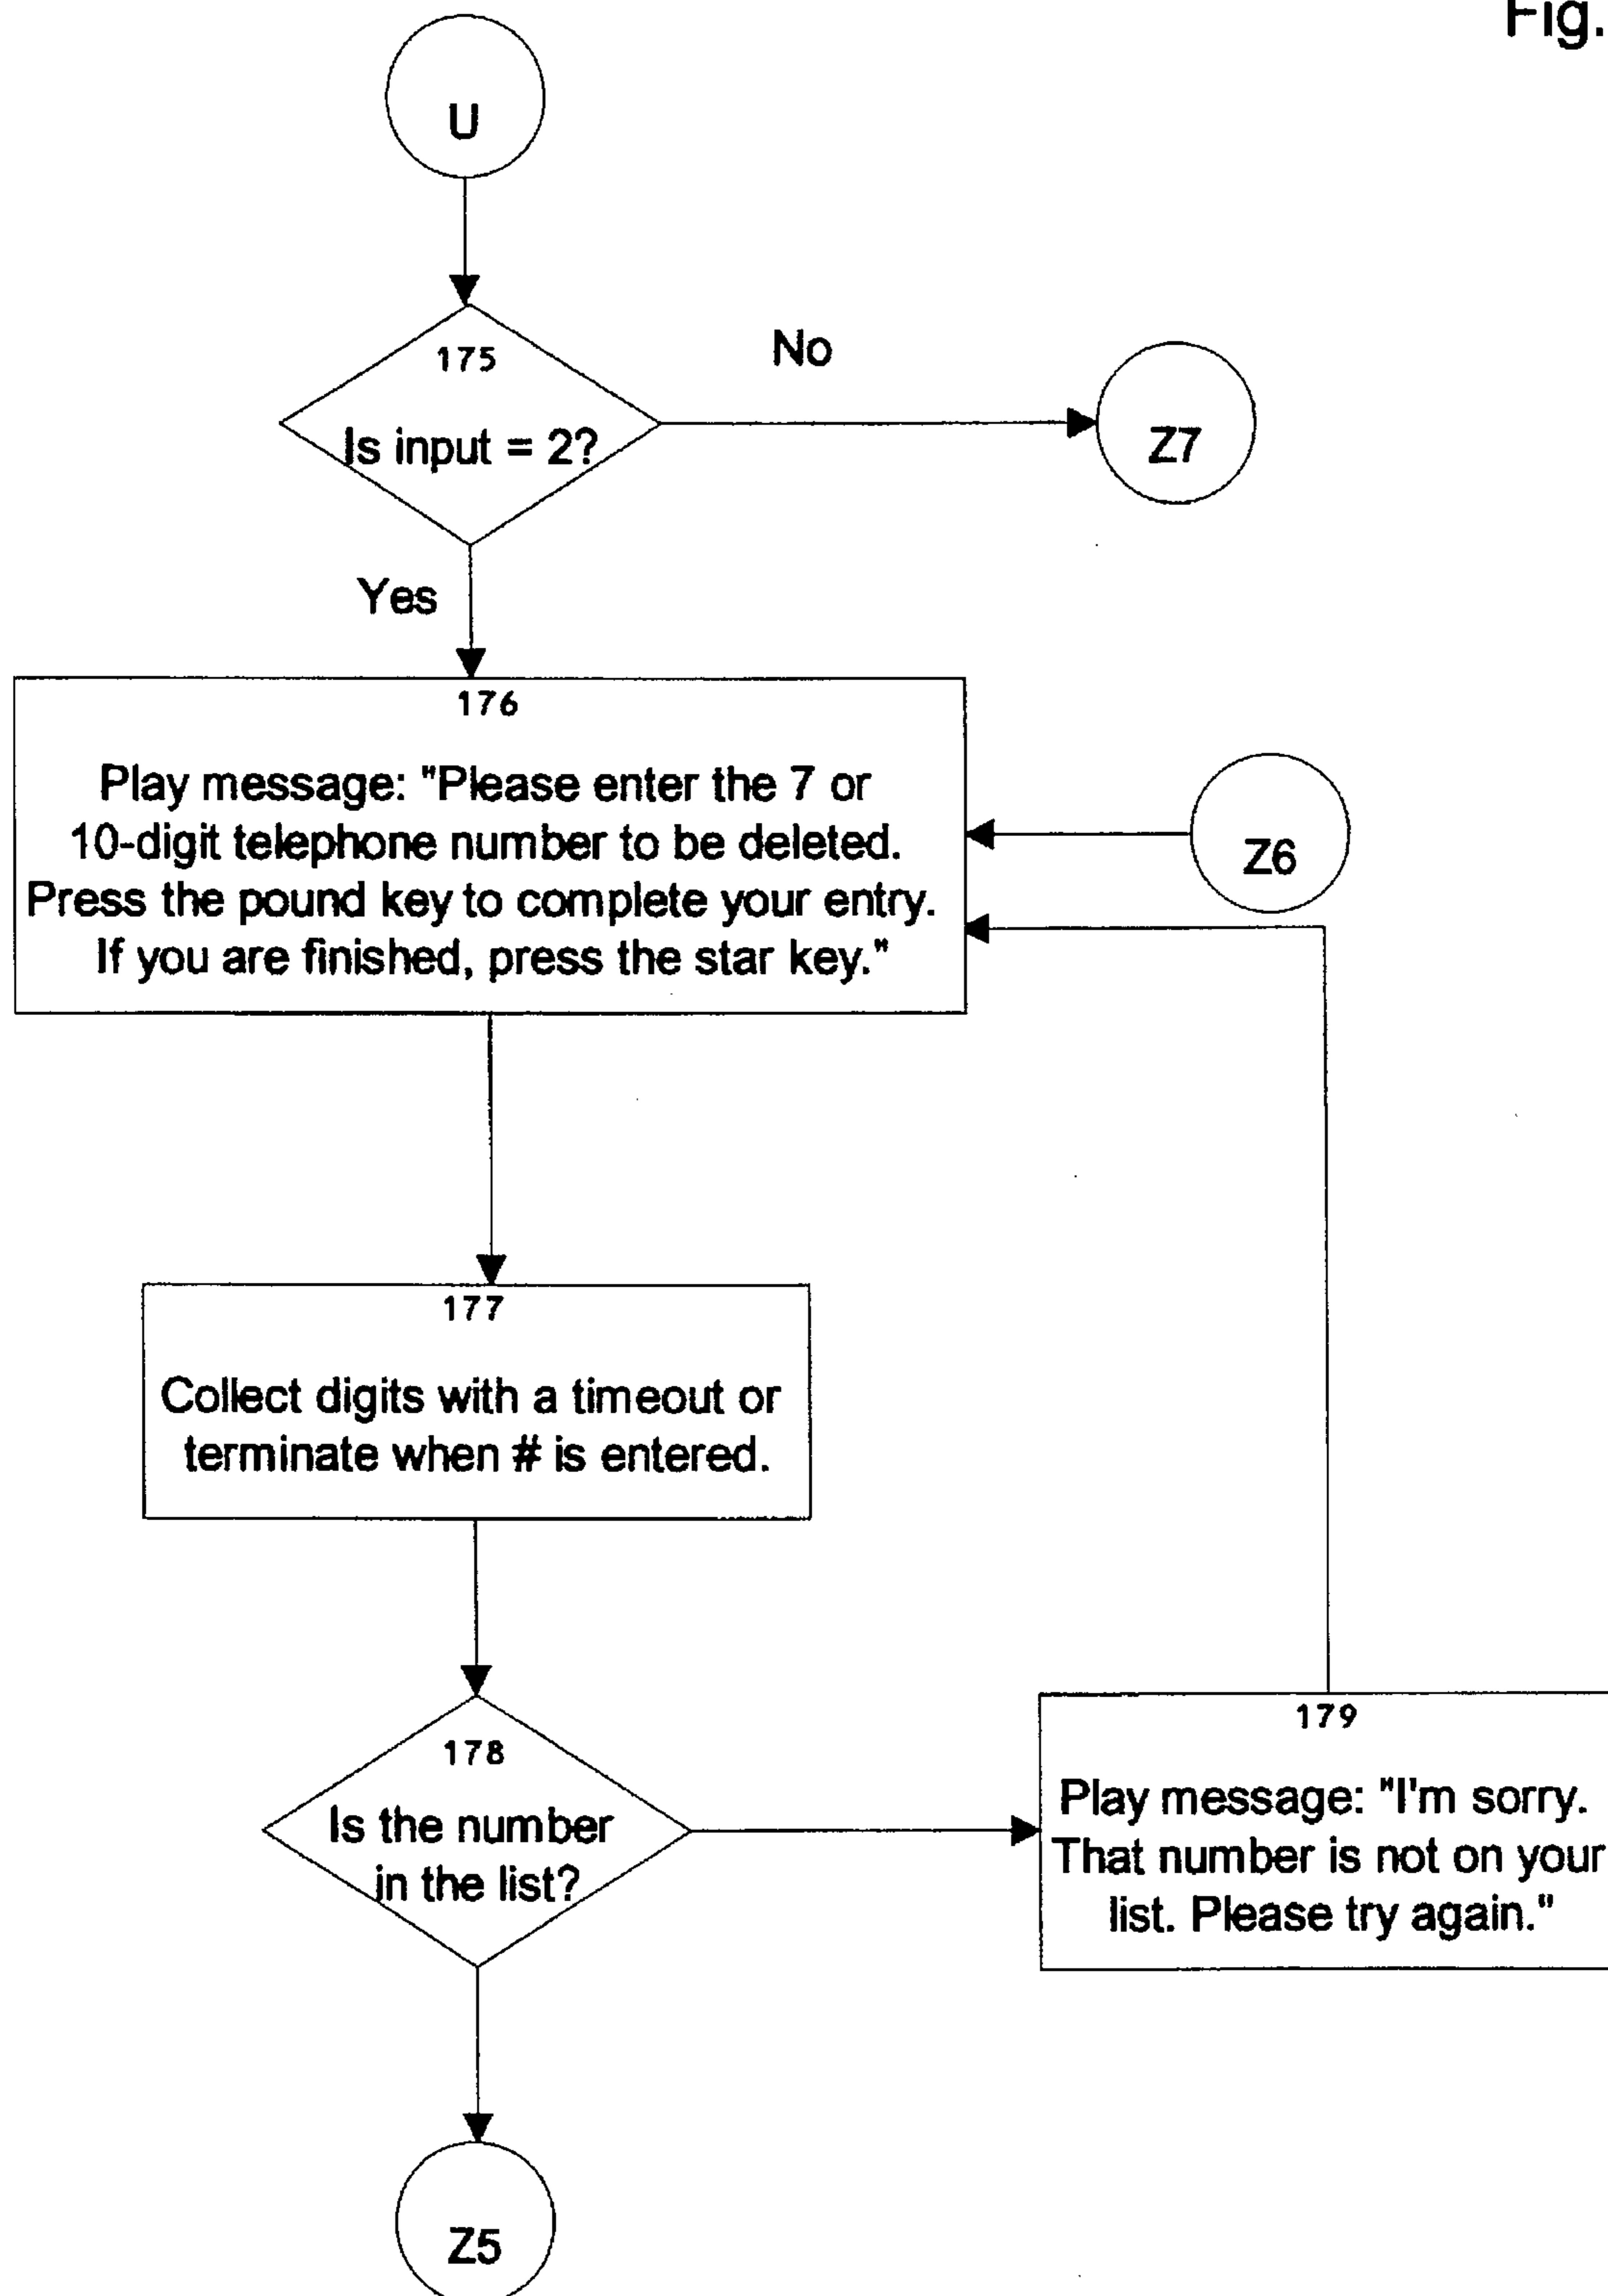 Fig.
U
175
Is input = 2?
No
Z7
Yes
176
Play message: "Please enter the 7 or
10-digit telephone number to be deleted.
Press the pound key to complete your entry.
If you are finished, press the star key."
Z6
177
Collect digits with a timeout or
terminate when # is entered.
178
Is the number
in the list?
179
Play message: "I'm sorry.
That number is not on your
list. Please try again."
Z5